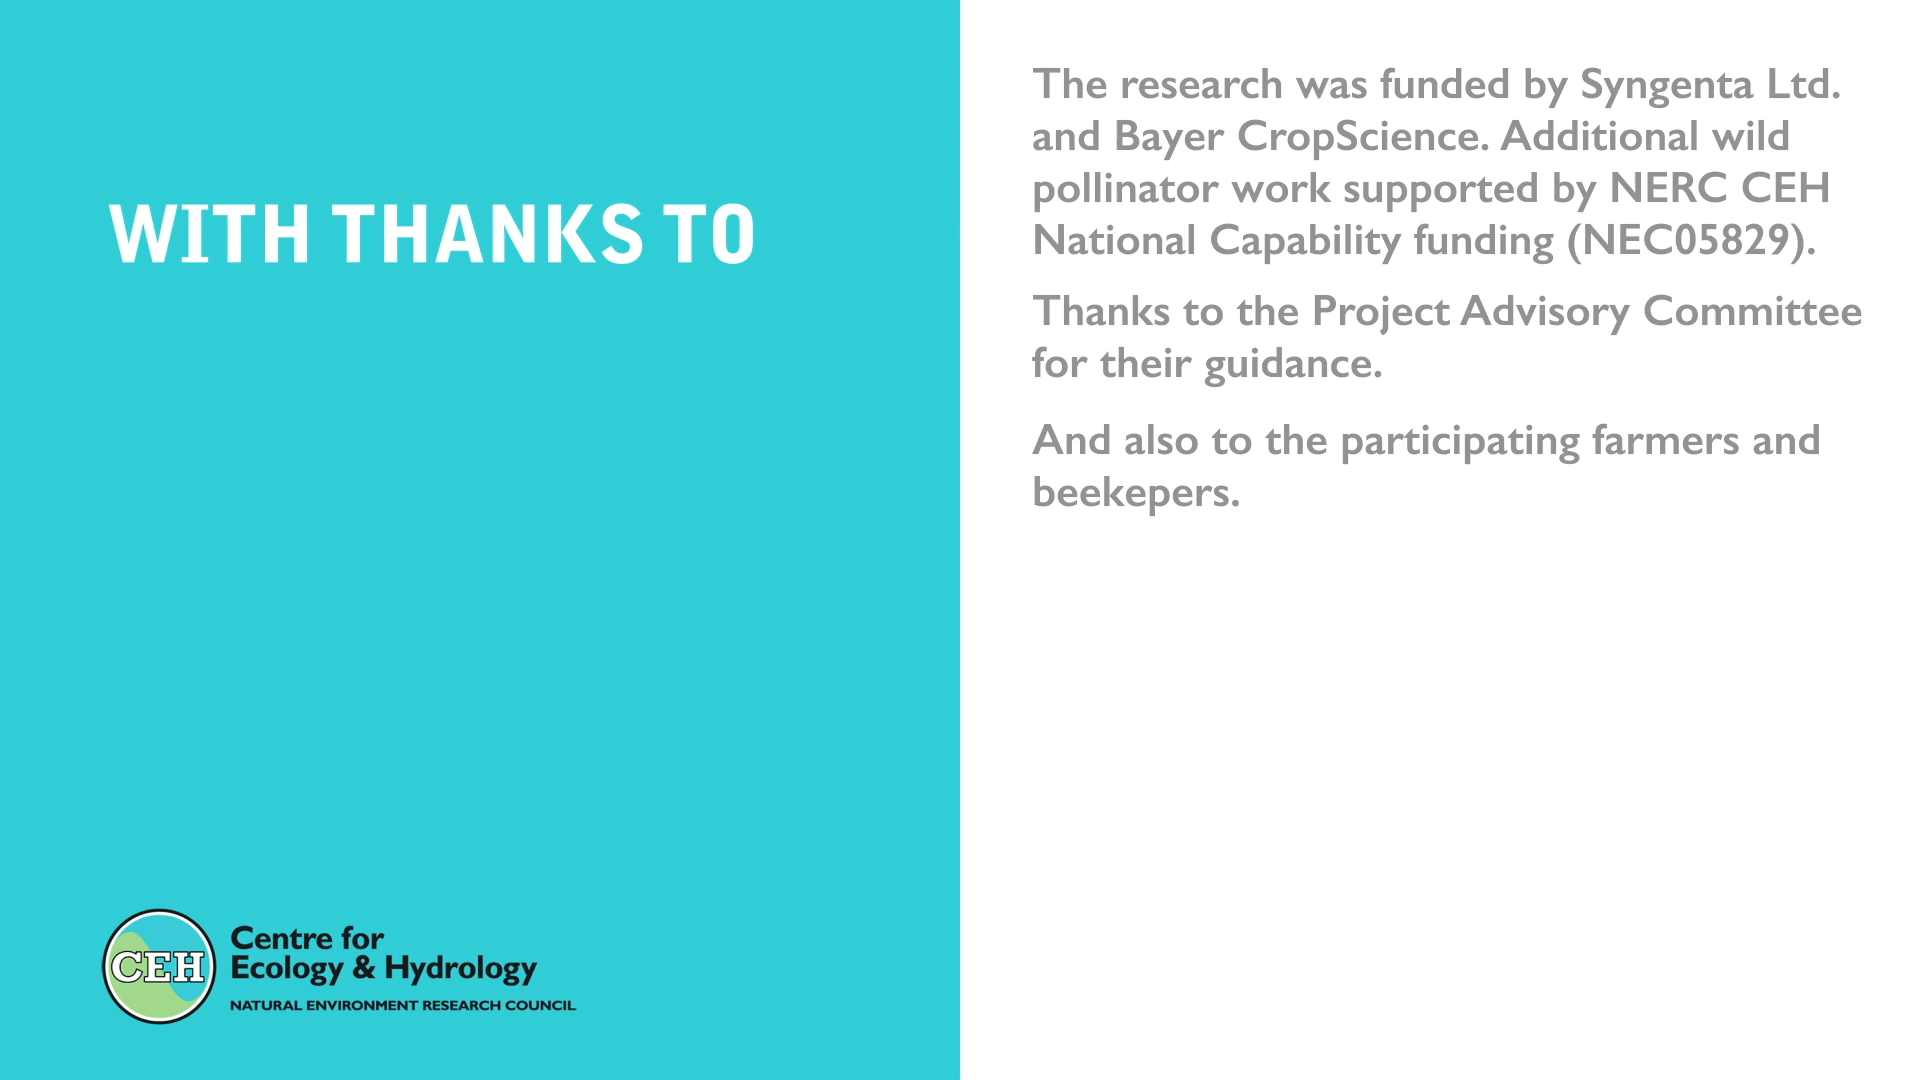 WITH THANKS TO
The research was funded by Syngenta Ltd.
and Bayer CropScience. Additional wild
pollinator work supported by NERC CEH
National Capability funding (NEC05829).
Thanks to the Project Advisory Committee
for their guidance.
And also to the participating farmers and
beekepers.
CEH
Centre for
Ecology & Hydrology
NATURAL ENVIRONMENT RESEARCH COUNCIL